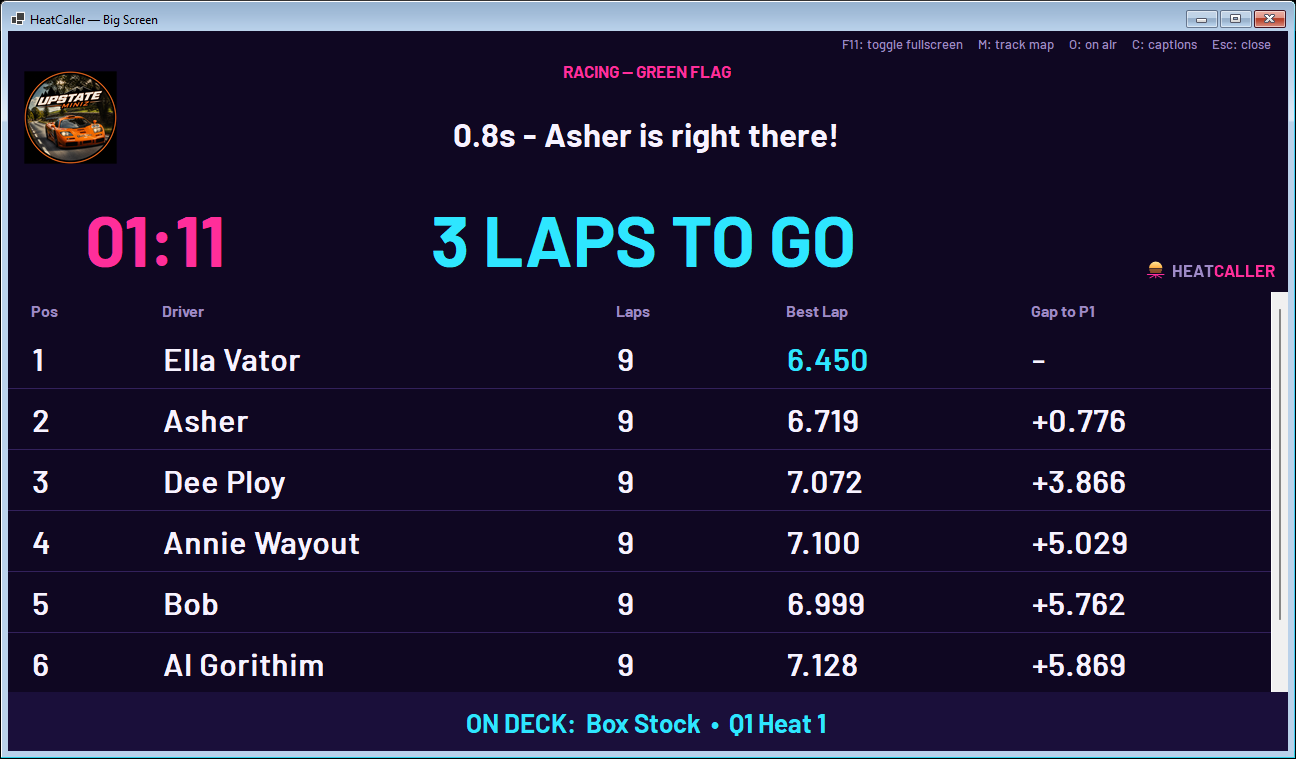 HeatCaller — Big Screen
F11: toggle fullscreen M: track map O: on air C: captions Esc: close
RACING — GREEN FLAG
UPSTATE
MINIZ
0.8s - Asher is right there!
01:11
3 LAPS TO GO
HEATCALLER
Pos Driver Laps Best Lap Gap to P1
1 Ella Vator 9 6.450 –
2 Asher 9 6.719 +0.776
3 Dee Ploy 9 7.072 +3.866
4 Annie Wayout 9 7.100 +5.029
5 Bob 9 6.999 +5.762
6 Al Gorithim 9 7.128 +5.869
ON DECK: Box Stock • Q1 Heat 1